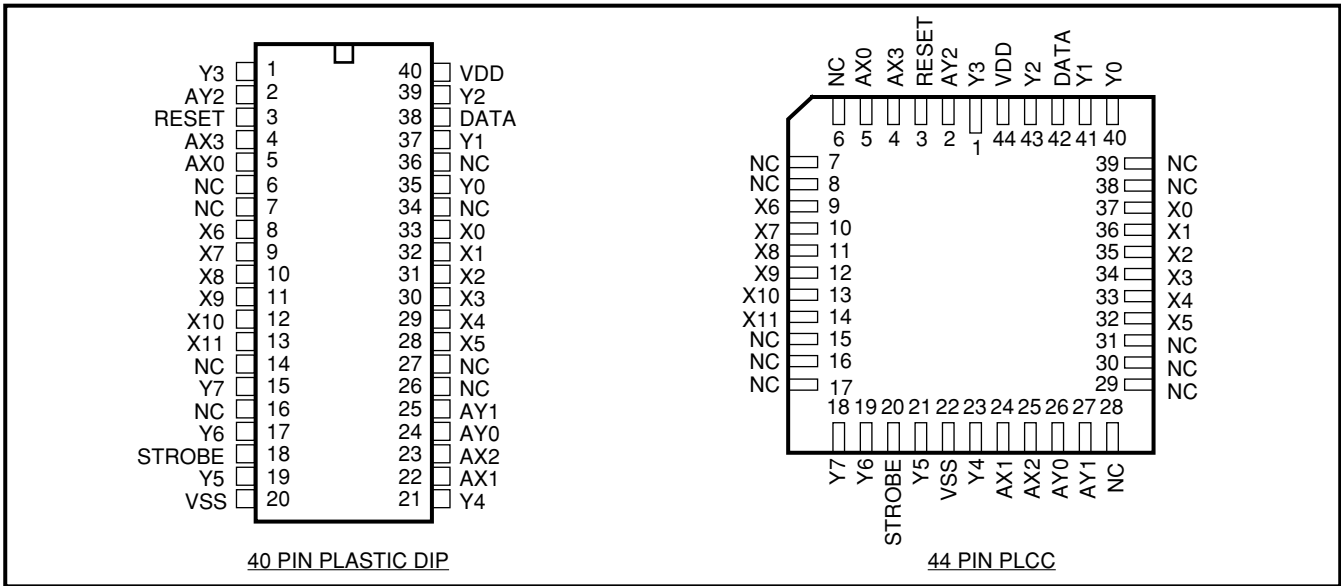 Y3 1 40 VDD
AY2 2 39 Y2
RESET 3 38 DATA
AX3 4 37 Y1
AX0 5 36 NC
NC 6 35 Y0
NC 7 34 NC
X6 8 33 X0
X7 9 32 X1
X8 10 31 X2
X9 11 30 X3
X10 12 29 X4
X11 13 28 X5
NC 14 27 NC
Y7 15 26 NC
NC 16 25 AY1
Y6 17 24 AY0
STROBE 18 23 AX2
Y5 19 22 AX1
VSS 20 21 Y4
40 PIN PLASTIC DIP
NC AX0 AX3 RESET AY2 Y3 VDD Y2 DATA Y1 Y0
6 5 4 3 2 1 44 43 42 41 40
NC 7 39 NC
NC 8 38 NC
X6 9 37 X0
X7 10 36 X1
X8 11 35 X2
X9 12 34 X3
X10 13 33 X4
X11 14 32 X5
NC 15 31 NC
NC 16 30 NC
NC 17 29 NC
18 19 20 21 22 23 24 25 26 27 28
Y7 Y6 STROBE Y5 VSS Y4 AX1 AX2 AY0 AY1 NC
44 PIN PLCC